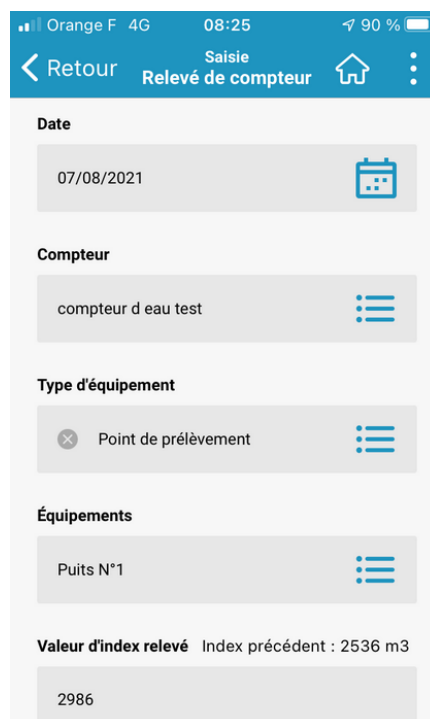 Orange F 4G 08:25 90 %
Retour Saisie
Relevé de compteur
Date
07/08/2021
Compteur
compteur d eau test
Type d'équipement
Point de prélèvement
Équipements
Puits N°1
Valeur d'index relevé Index précédent : 2536 m3
2986